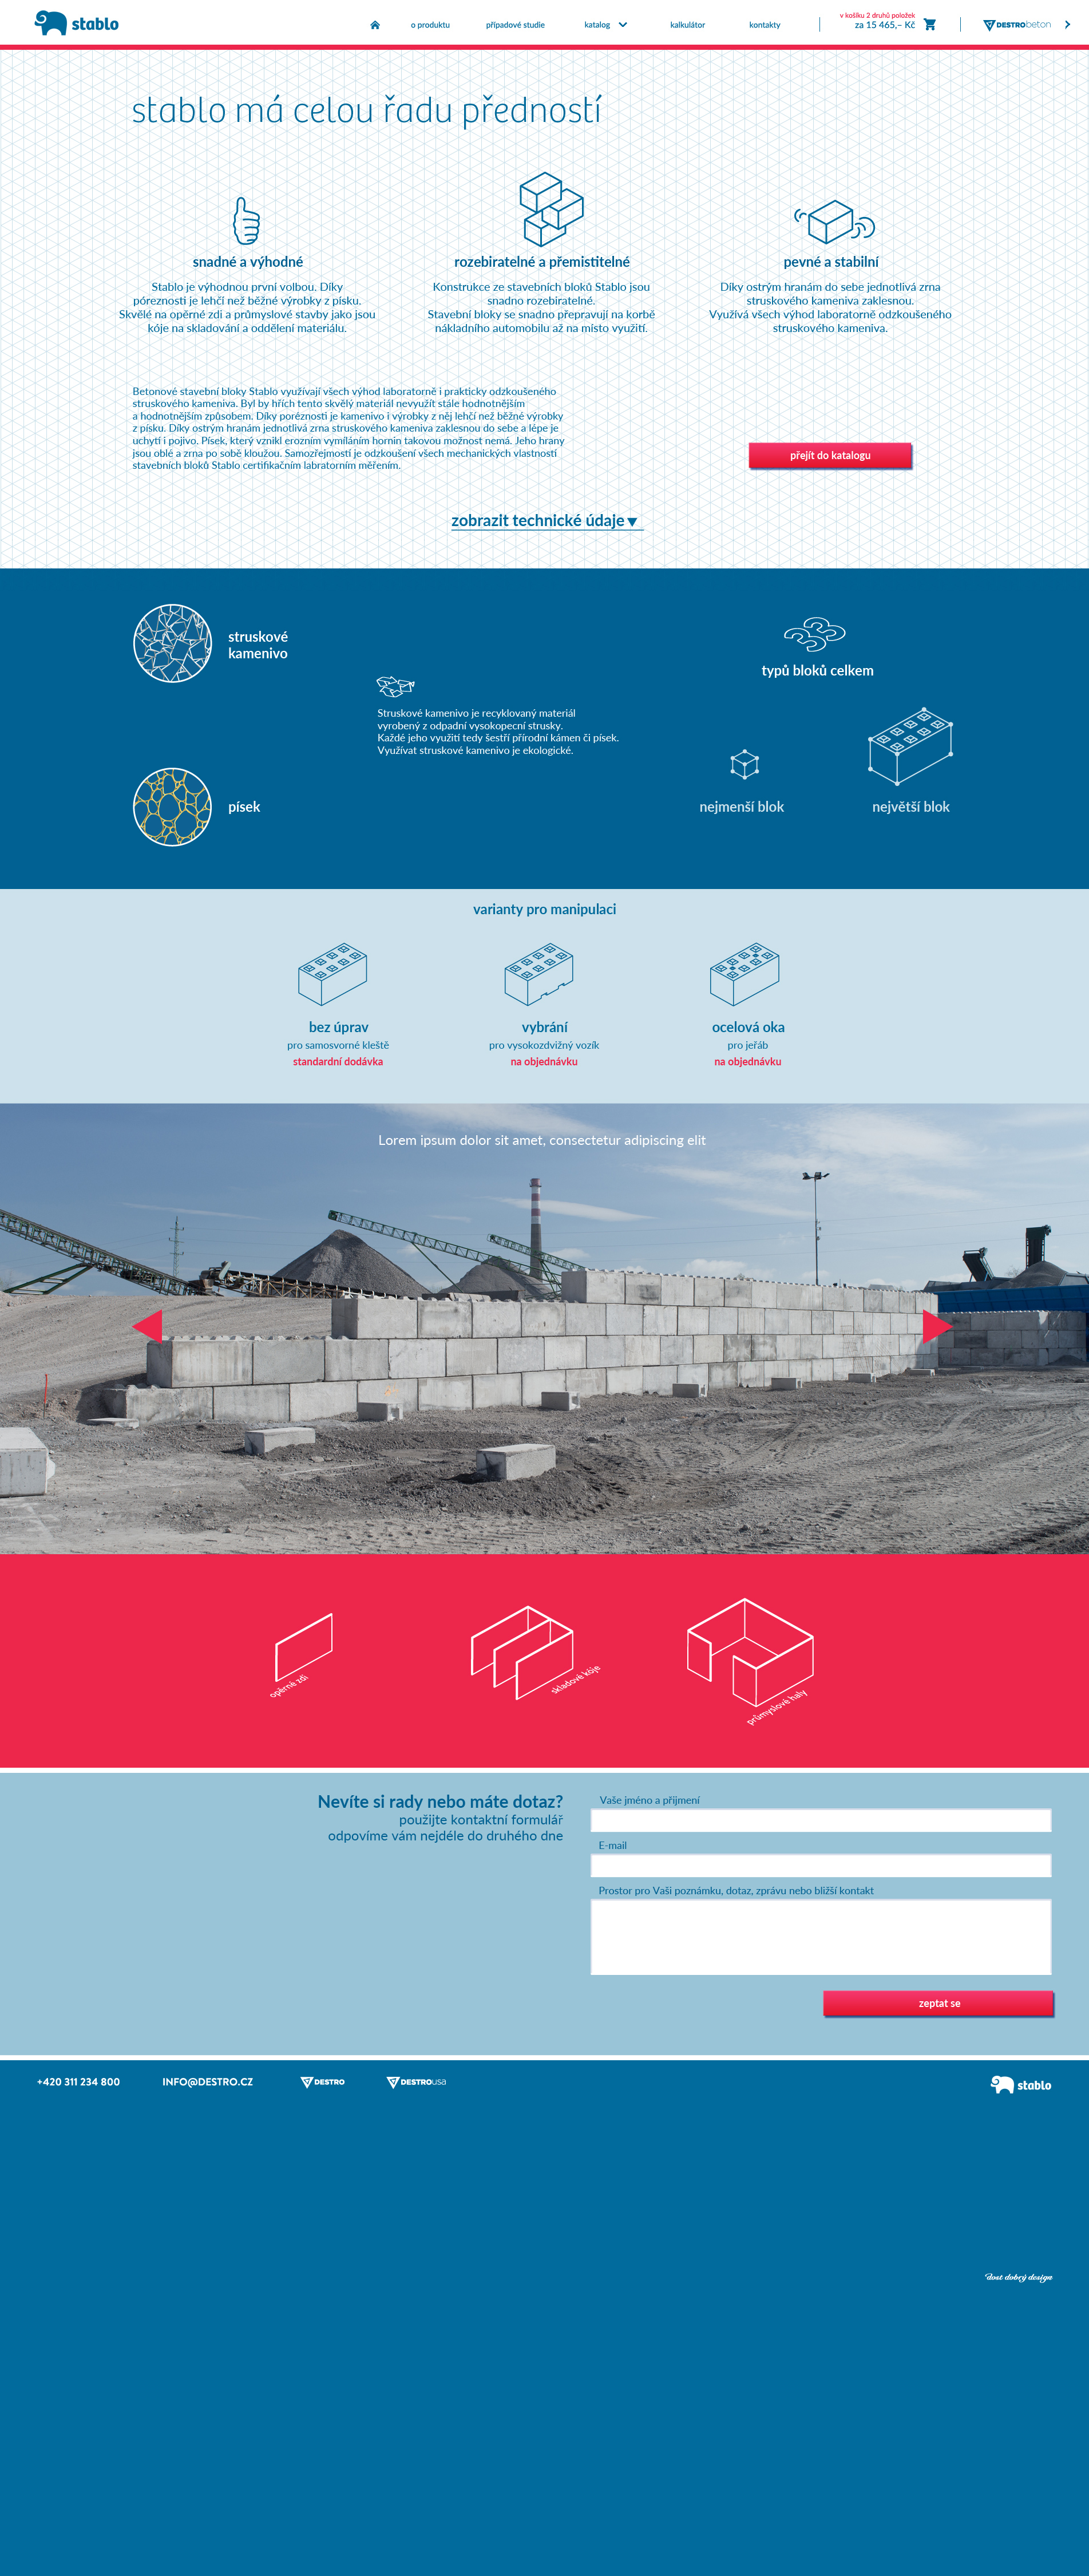 stablo
o produktu
případové studie
katalog
kalkulátor
kontakty
v košíku 2 druhů položek
za 15 465,– Kč
DESTRObeton
stablo má celou řadu předností
snadné a výhodné
Stablo je výhodnou první volbou. Díky
póreznosti je lehčí než běžné výrobky z písku.
Skvělé na opěrné zdi a průmyslové stavby jako jsou
kóje na skladování a oddělení materiálu.
rozebiratelné a přemistitelné
Konstrukce ze stavebních bloků Stablo jsou
snadno rozebiratelné.
Stavební bloky se snadno přepravují na korbě
nákladního automobilu až na místo využití.
pevné a stabilní
Díky ostrým hranám do sebe jednotlivá zrna
struskového kameniva zaklesnou.
Využívá všech výhod laboratorně odzkoušeného
struskového kameniva.
Betonové stavební bloky Stablo využívají všech výhod laboratorně i prakticky odzkoušeného
struskového kameniva. Byl by hřích tento skvělý materiál nevyužít stále hodnotnějším
a hodnotnějším způsobem. Díky poréznosti je kamenivo i výrobky z něj lehčí než běžné výrobky
z písku. Díky ostrým hranám jednotlivá zrna struskového kameniva zaklesnou do sebe a lépe je
uchytí i pojivo. Písek, který vznikl erozním vymíláním hornin takovou možnost nemá. Jeho hrany
jsou oblé a zrna po sobě kloužou. Samozřejmostí je odzkoušení všech mechanických vlastností
stavebních bloků Stablo certifikačním labratorním měřením.
přejít do katalogu
zobrazit technické údaje▼
struskové
kamenivo
Struskové kamenivo je recyklovaný materiál
vyrobený z odpadní vysokopecní strusky.
Každé jeho využití tedy šestří přírodní kámen či písek.
Využívat struskové kamenivo je ekologické.
písek
typů bloků celkem
nejmenší blok
největší blok
varianty pro manipulaci
bez úprav
pro samosvorné kleště
standardní dodávka
vybrání
pro vysokozdvižný vozík
na objednávku
ocelová oka
pro jeřáb
na objednávku
Lorem ipsum dolor sit amet, consectetur adipiscing elit
opěrné zdi
skladové kóje
průmyslové haly
Nevíte si rady nebo máte dotaz?
použijte kontaktní formulář
odpovíme vám nejdéle do druhého dne
Vaše jméno a příjmení
E-mail
Prostor pro Vaši poznámku, dotaz, zprávu nebo bližší kontakt
zeptat se
+420 311 234 800
INFO@DESTRO.CZ
DESTRO
DESTROusa
stablo
dost dobrý design